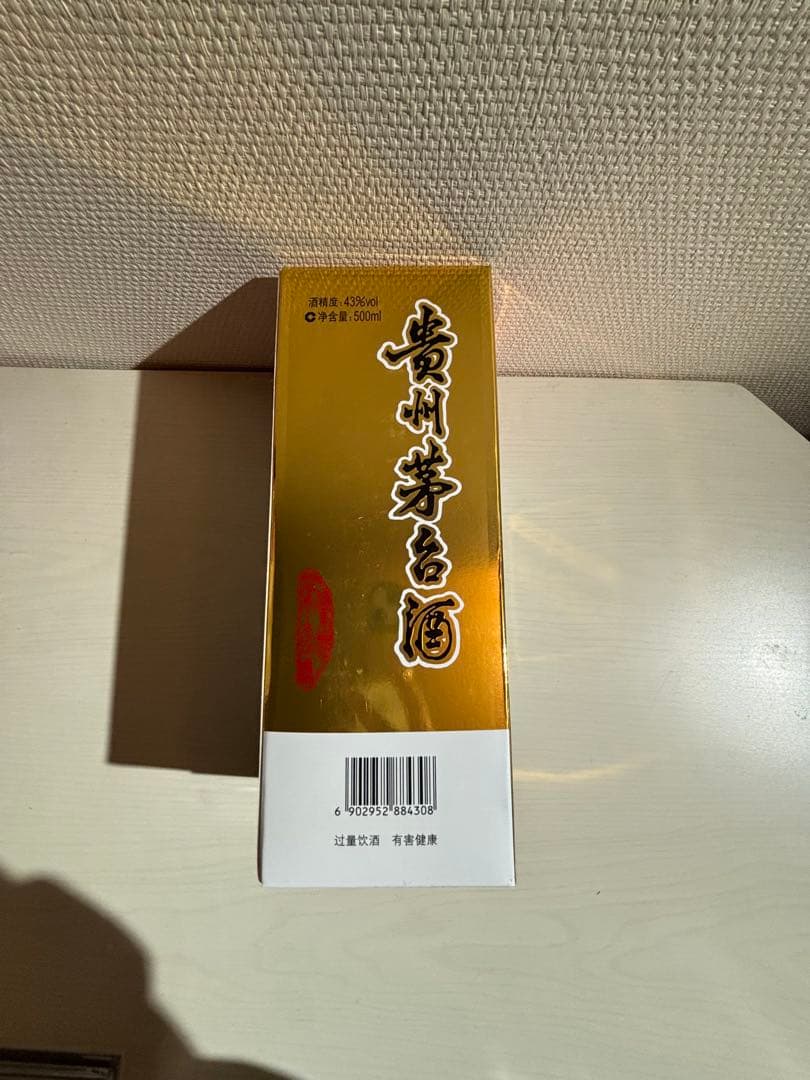 酒精度：43%vol
净含量：500ml
貴州茅台酒
6 902952 884308
过量饮酒 有害健康